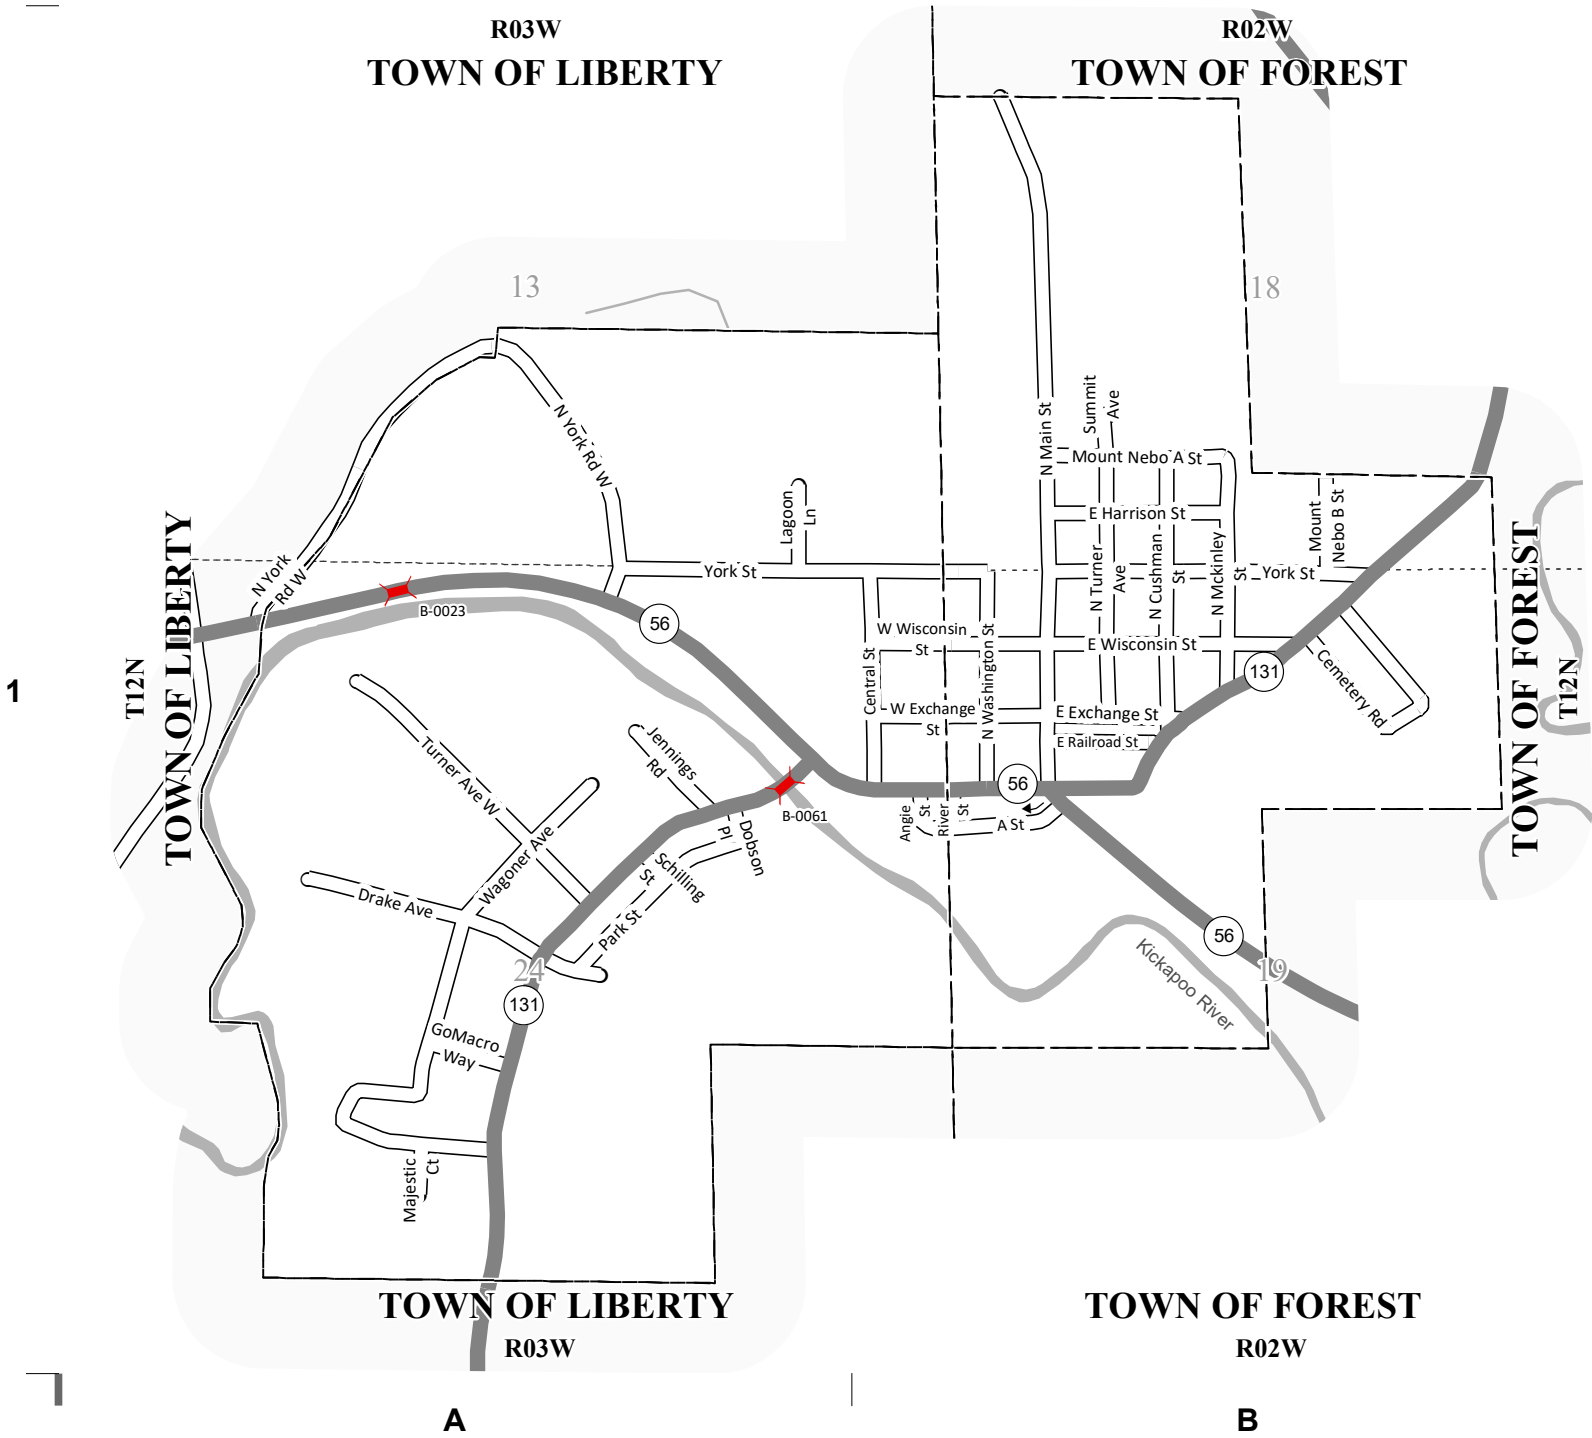 R03W
R02W
TOWN OF LIBERTY
TOWN OF FOREST
13
18
Summit
Ave
N Main St
N York Rd W
Mount Nebo A St
Lagoon
Ln
E Harrison St
Mount
Nebo B St
TOWN OF LIBERTY
TOWN OF FOREST
N York
Rd W
York St
N Turner
Ave
N Cushman
St
N Mckinley
St
York St
B-0023
56
W Wisconsin
St
E Wisconsin St
Central St
N Washington St
131
Cemetery Rd
1
T12N
T12N
W Exchange
St
E Exchange St
E Railroad St
Turner Ave W
Jennings
Rd
56
B-0061
Angie
St
River
St
A St
Dobson
Pl
Wagoner Ave
Schilling
St
Drake Ave
Park St
56
24
19
Kickapoo River
131
GoMacro
Way
Majestic
Ct
TOWN OF LIBERTY
TOWN OF FOREST
R03W
R02W
A
B